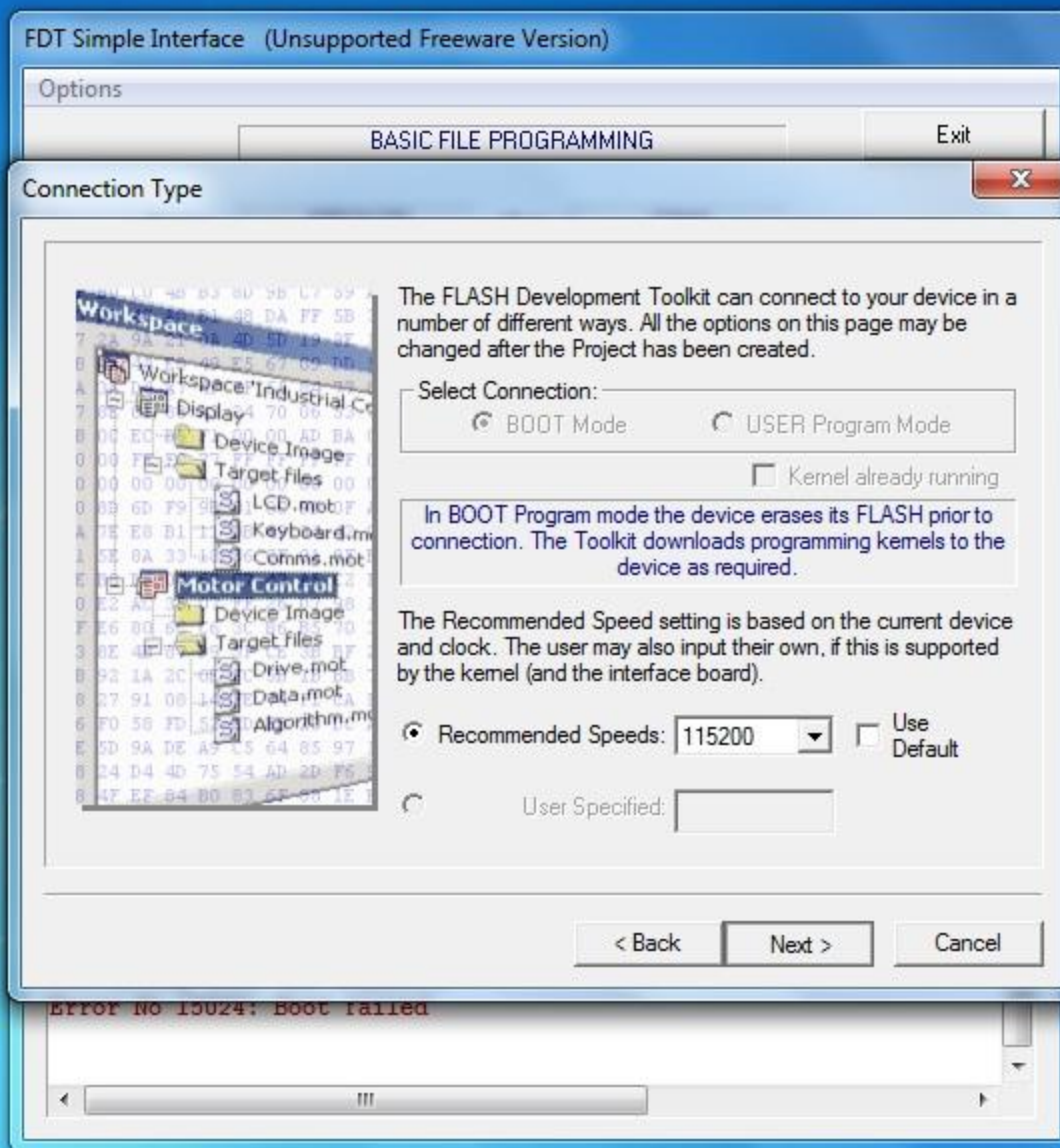 FDT Simple Interface (Unsupported Freeware Version)
Options
BASIC FILE PROGRAMMING
Exit
Connection Type
Workspace
Workspace 'Industrial Co
Display
Device Image
Target files
LCD.mot
Keyboard.mo
Comms.mot
Motor Control
Device Image
Target files
Drive.mot
Data.mot
Algorithm.mo
The FLASH Development Toolkit can connect to your device in a
number of different ways. All the options on this page may be
changed after the Project has been created.
Select Connection:
BOOT Mode
USER Program Mode
Kernel already running
In BOOT Program mode the device erases its FLASH prior to
connection. The Toolkit downloads programming kernels to the
device as required.
The Recommended Speed setting is based on the current device
and clock. The user may also input their own, if this is supported
by the kernel (and the interface board).
Recommended Speeds: 115200
Use
Default
User Specified:
< Back
Next >
Cancel
Error No 15024: Boot failed